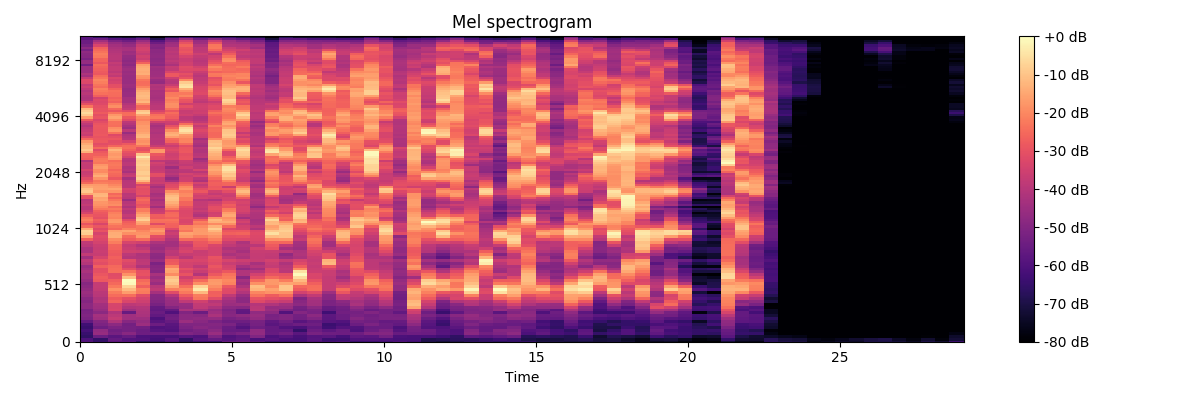 Mel spectrogram
Hz
8192
4096
2048
1024
512
0
0 5 10 15 20 25
Time
+0 dB
-10 dB
-20 dB
-30 dB
-40 dB
-50 dB
-60 dB
-70 dB
-80 dB